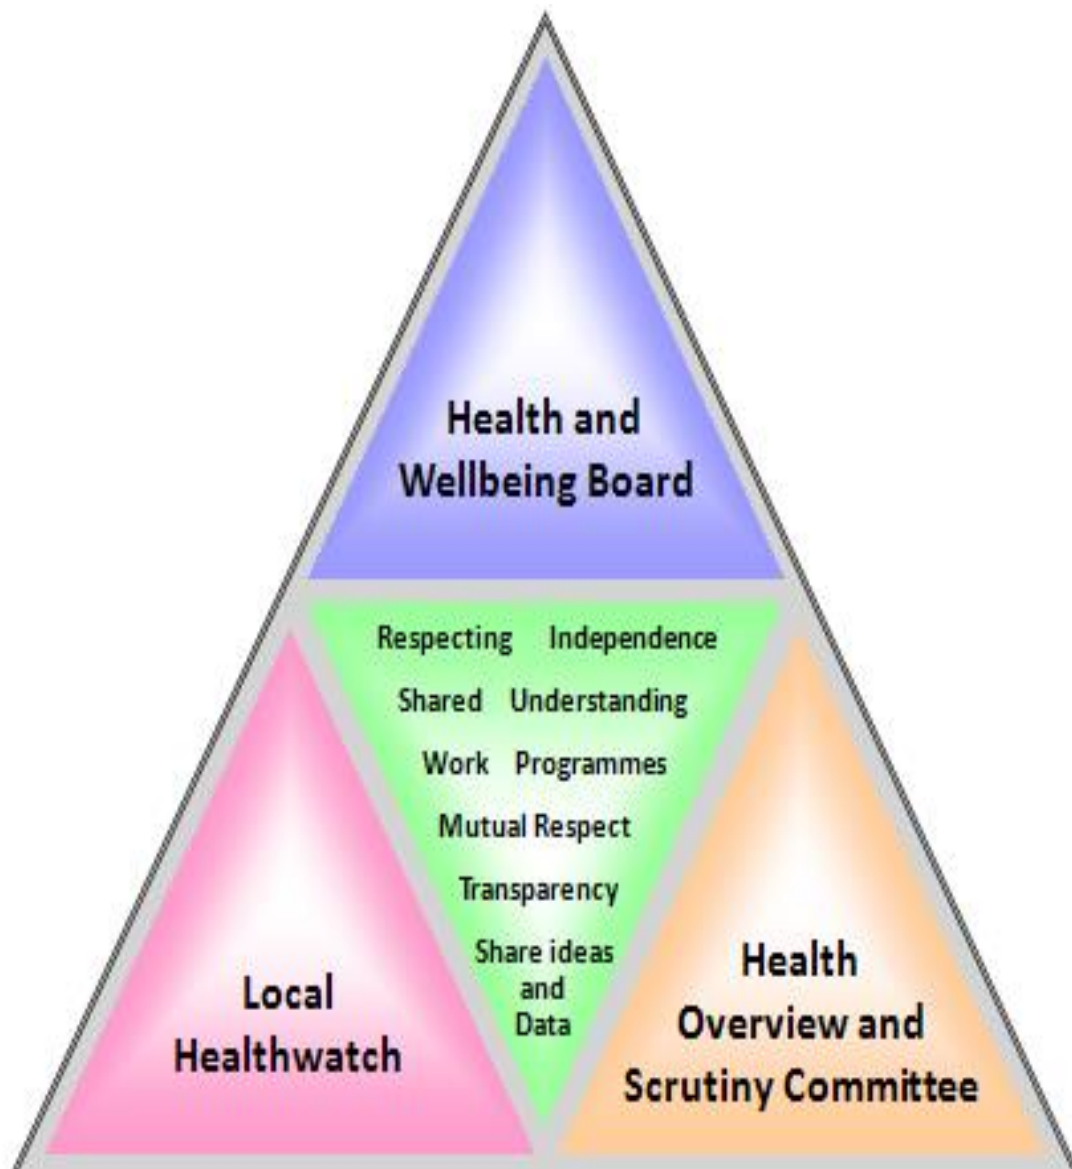 Health and
Wellbeing Board
Respecting Independence
Shared Understanding
Work Programmes
Mutual Respect
Transparency
Share ideas
and
Data
Local
Healthwatch
Health
Overview and
Scrutiny Committee